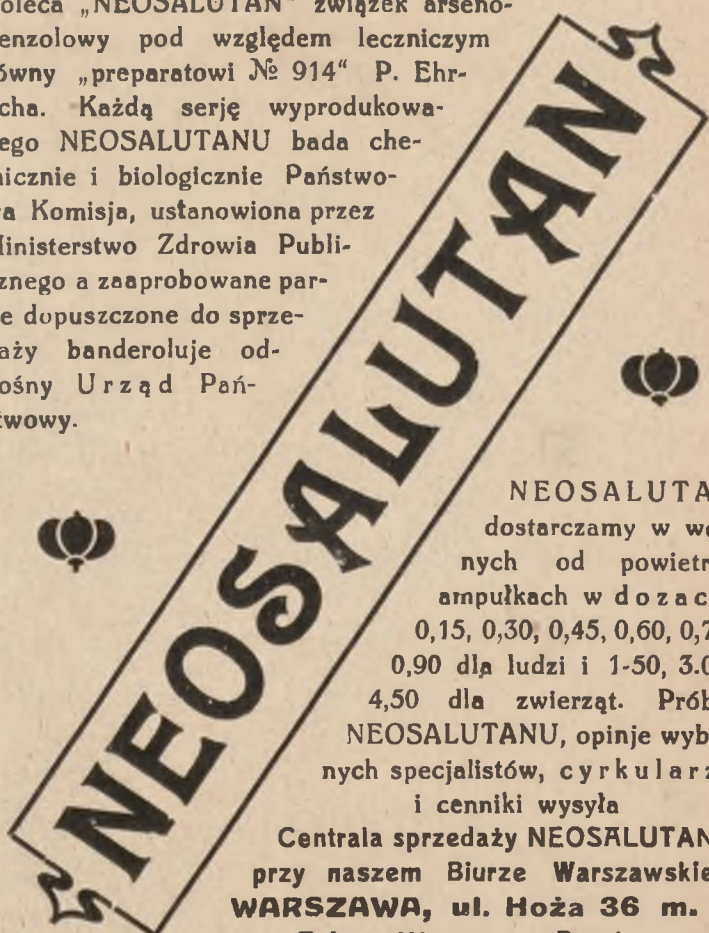 oleca „NEOSALUTAN" związek arseno-
enzolowy pod względem leczniczym
ówny „preparatowi № 914" P. Ehr-
cha. Każdą serję wyprodukowa-
ego NEOSALUTANU bada che-
nicznie i biologicznie Państwo-
a Komisja, ustanowiona przez
Ministerstwo Zdrowia Publi-
znego a zaaprobowane par-
e dopuszczone do sprze-
aży banderoluje od-
ośny Urząd Pań-
twowy.
NEOSALUTAN
NEOSALUTA
dostarczamy w wo
nych od powietr
ampułkach w dozac
0,15, 0,30, 0,45, 0,60, 0,7
0,90 dla ludzi i 1-50, 3.0
4,50 dla zwierząt. Prób
NEOSALUTANU, opinje wyb
nych specjalistów, cyrkularz
i cenniki wysyła
Centrala sprzedaży NEOSALUTAN
przy naszem Biurze Warszawskie
WARSZAWA, ul. Hoża 36 m.